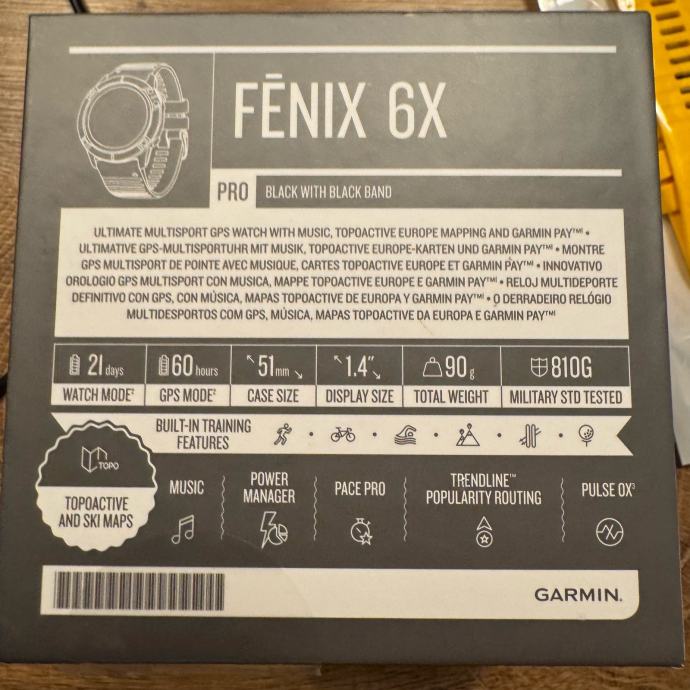 FĒNIX 6X
PRO BLACK WITH BLACK BAND
ULTIMATE MULTISPORT GPS WATCH WITH MUSIC, TOPOACTIVE EUROPE MAPPING AND GARMIN PAY™¹ •
ULTIMATIVE GPS-MULTISPORTUHR MIT MUSIK, TOPOACTIVE EUROPE-KARTEN UND GARMIN PAY™¹ • MONTRE
GPS MULTISPORT DE POINTE AVEC MUSIQUE, CARTES TOPOACTIVE EUROPE ET GARMIN PAY™¹ • INNOVATIVO
OROLOGIO GPS MULTISPORT CON MUSICA, MAPPE TOPOACTIVE EUROPE E GARMIN PAY™¹ • RELOJ MULTIDEPORTE
DEFINITIVO CON GPS, CON MÚSICA, MAPAS TOPOACTIVE DE EUROPA Y GARMIN PAY™¹ • O DERRADEIRO RELÓGIO
MULTIDESPORTOS COM GPS, MÚSICA, MAPAS TOPOACTIVE DA EUROPA E GARMIN PAY™¹
21 days
WATCH MODE²
60 hours
GPS MODE²
51 mm
CASE SIZE
1.4"
DISPLAY SIZE
90 g
TOTAL WEIGHT
810G
MILITARY STD TESTED
BUILT-IN TRAINING
FEATURES
TOPO
TOPOACTIVE
AND SKI MAPS
MUSIC
POWER
MANAGER
PACE PRO
TRENDLINE™
POPULARITY ROUTING
PULSE OX³
GARMIN.